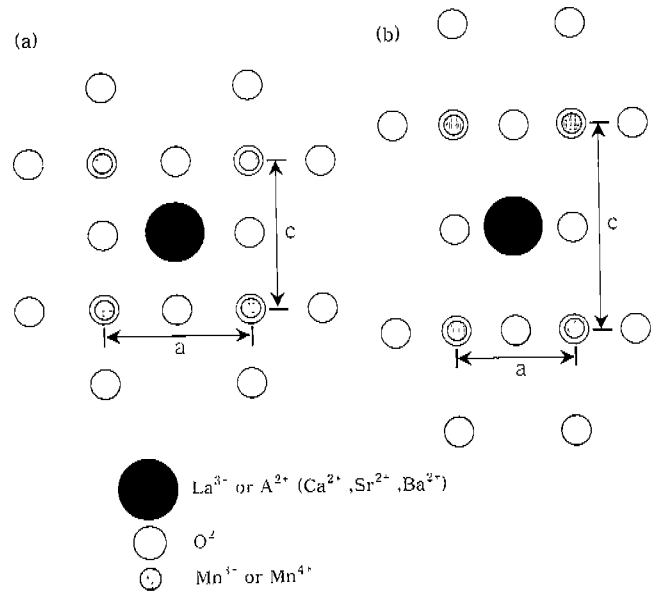 (a)
(b)
c
a
c
a
La³⁻ or A²⁺ (Ca²⁺ ,Sr²⁺ ,Ba²⁺)
O²
Mn³⁻ or Mn⁴⁺